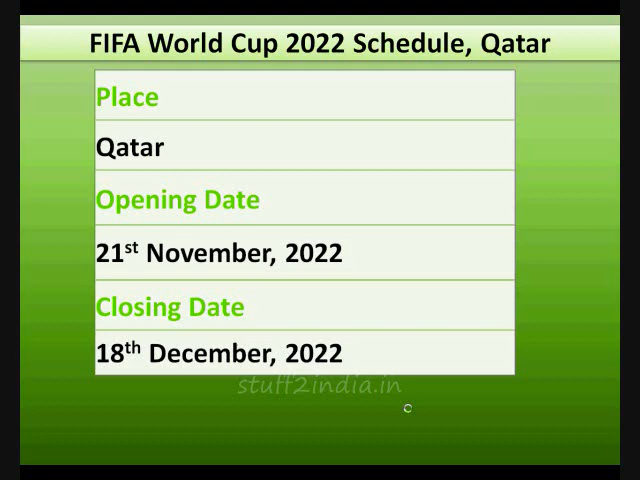 FIFA World Cup 2022 Schedule, Qatar
Place
Qatar
Opening Date
21st November, 2022
Closing Date
18th December, 2022
stuff2india.in